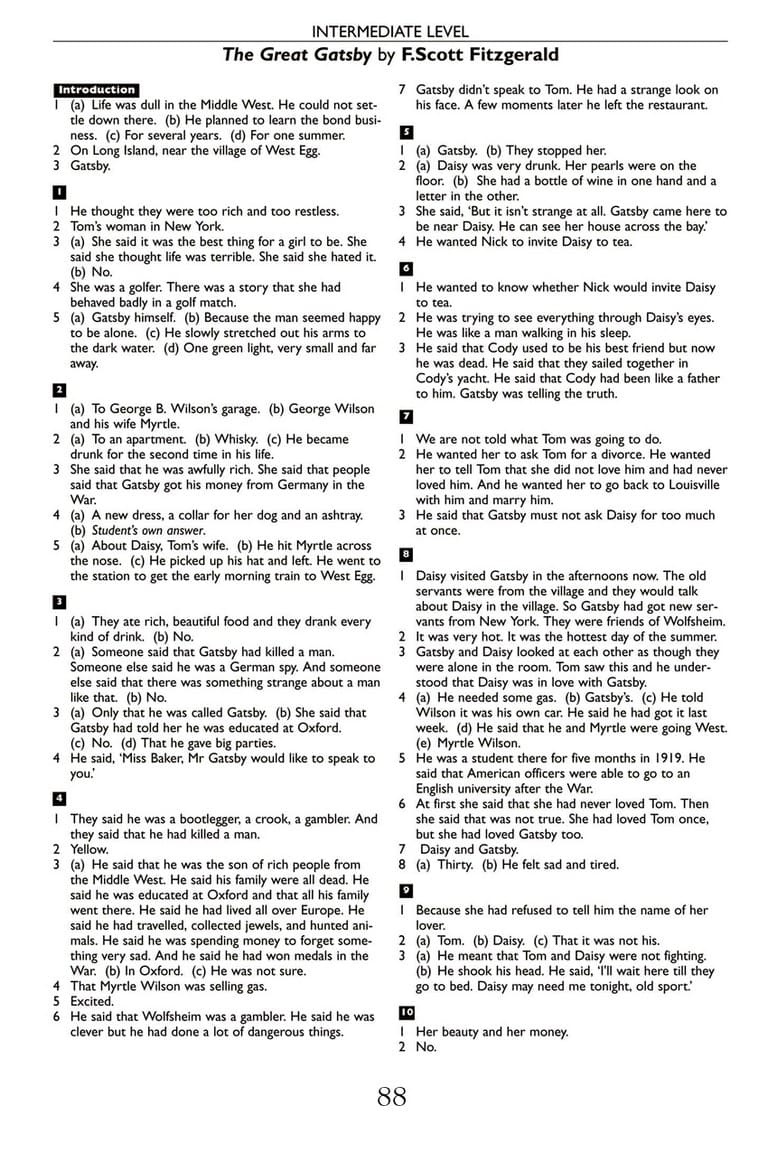 INTERMEDIATE LEVEL
The Great Gatsby by F.Scott Fitzgerald
Introduction
1 (a) Life was dull in the Middle West. He could not set-
tle down there. (b) He planned to learn the bond busi-
ness. (c) For several years. (d) For one summer.
2 On Long Island, near the village of West Egg.
3 Gatsby.
1
1 He thought they were too rich and too restless.
2 Tom's woman in New York.
3 (a) She said it was the best thing for a girl to be. She
said she thought life was terrible. She said she hated it.
(b) No.
4 She was a golfer. There was a story that she had
behaved badly in a golf match.
5 (a) Gatsby himself. (b) Because the man seemed happy
to be alone. (c) He slowly stretched out his arms to
the dark water. (d) One green light, very small and far
away.
2
1 (a) To George B. Wilson's garage. (b) George Wilson
and his wife Myrtle.
2 (a) To an apartment. (b) Whisky. (c) He became
drunk for the second time in his life.
3 She said that he was awfully rich. She said that people
said that Gatsby got his money from Germany in the
War.
4 (a) A new dress, a collar for her dog and an ashtray.
(b) Student's own answer.
5 (a) About Daisy, Tom's wife. (b) He hit Myrtle across
the nose. (c) He picked up his hat and left. He went to
the station to get the early morning train to West Egg.
3
1 (a) They ate rich, beautiful food and they drank every
kind of drink. (b) No.
2 (a) Someone said that Gatsby had killed a man.
Someone else said he was a German spy. And someone
else said that there was something strange about a man
like that. (b) No.
3 (a) Only that he was called Gatsby. (b) She said that
Gatsby had told her he was educated at Oxford.
(c) No. (d) That he gave big parties.
4 He said, 'Miss Baker, Mr Gatsby would like to speak to
you.'
4
1 They said he was a bootlegger, a crook, a gambler. And
they said that he had killed a man.
2 Yellow.
3 (a) He said that he was the son of rich people from
the Middle West. He said his family were all dead. He
said he was educated at Oxford and that all his family
went there. He said he had lived all over Europe. He
said he had travelled, collected jewels, and hunted ani-
mals. He said he was spending money to forget some-
thing very sad. And he said he had won medals in the
War. (b) In Oxford. (c) He was not sure.
4 That Myrtle Wilson was selling gas.
5 Excited.
6 He said that Wolfsheim was a gambler. He said he was
clever but he had done a lot of dangerous things.
7 Gatsby didn't speak to Tom. He had a strange look on
his face. A few moments later he left the restaurant.
5
1 (a) Gatsby. (b) They stopped her.
2 (a) Daisy was very drunk. Her pearls were on the
floor. (b) She had a bottle of wine in one hand and a
letter in the other.
3 She said, 'But it isn't strange at all. Gatsby came here to
be near Daisy. He can see her house across the bay.'
4 He wanted Nick to invite Daisy to tea.
6
1 He wanted to know whether Nick would invite Daisy
to tea.
2 He was trying to see everything through Daisy's eyes.
He was like a man walking in his sleep.
3 He said that Cody used to be his best friend but now
he was dead. He said that they sailed together in
Cody's yacht. He said that Cody had been like a father
to him. Gatsby was telling the truth.
7
1 We are not told what Tom was going to do.
2 He wanted her to ask Tom for a divorce. He wanted
her to tell Tom that she did not love him and had never
loved him. And he wanted her to go back to Louisville
with him and marry him.
3 He said that Gatsby must not ask Daisy for too much
at once.
8
1 Daisy visited Gatsby in the afternoons now. The old
servants were from the village and they would talk
about Daisy in the village. So Gatsby had got new ser-
vants from New York. They were friends of Wolfsheim.
2 It was very hot. It was the hottest day of the summer.
3 Gatsby and Daisy looked at each other as though they
were alone in the room. Tom saw this and he under-
stood that Daisy was in love with Gatsby.
4 (a) He needed some gas. (b) Gatsby's. (c) He told
Wilson it was his own car. He said he had got it last
week. (d) He said that he and Myrtle were going West.
(e) Myrtle Wilson.
5 He was a student there for five months in 1919. He
said that American officers were able to go to an
English university after the War.
6 At first she said that she had never loved Tom. Then
she said that was not true. She had loved Tom once,
but she had loved Gatsby too.
7 Daisy and Gatsby.
8 (a) Thirty. (b) He felt sad and tired.
9
1 Because she had refused to tell him the name of her
lover.
2 (a) Tom. (b) Daisy. (c) That it was not his.
3 (a) He meant that Tom and Daisy were not fighting.
(b) He shook his head. He said, 'I'll wait here till they
go to bed. Daisy may need me tonight, old sport.'
10
1 Her beauty and her money.
2 No.
88